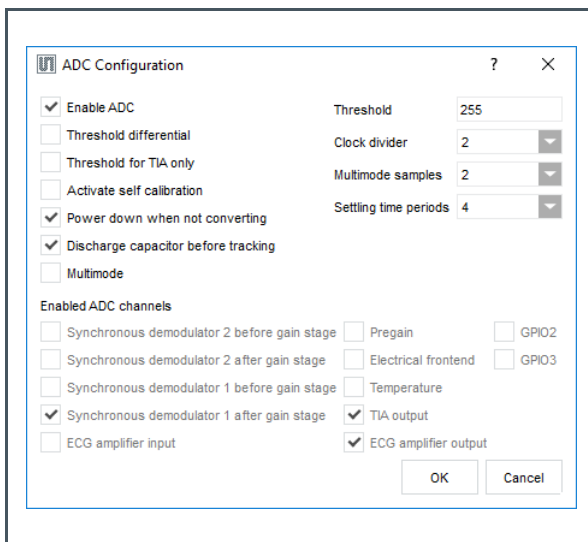 ADC Configuration ?
Enable ADC
Threshold differential
Threshold for TIA only
Activate self calibration
Power down when not converting
Discharge capacitor before tracking
Multimode
Threshold 255
Clock divider 2
Multimode samples 2
Settling time periods 4
Enabled ADC channels
Synchronous demodulator 2 before gain stage Pregain GPIO2
Synchronous demodulator 2 after gain stage Electrical frontend GPIO3
Synchronous demodulator 1 before gain stage Temperature
Synchronous demodulator 1 after gain stage TIA output
ECG amplifier input ECG amplifier output
OK Cancel